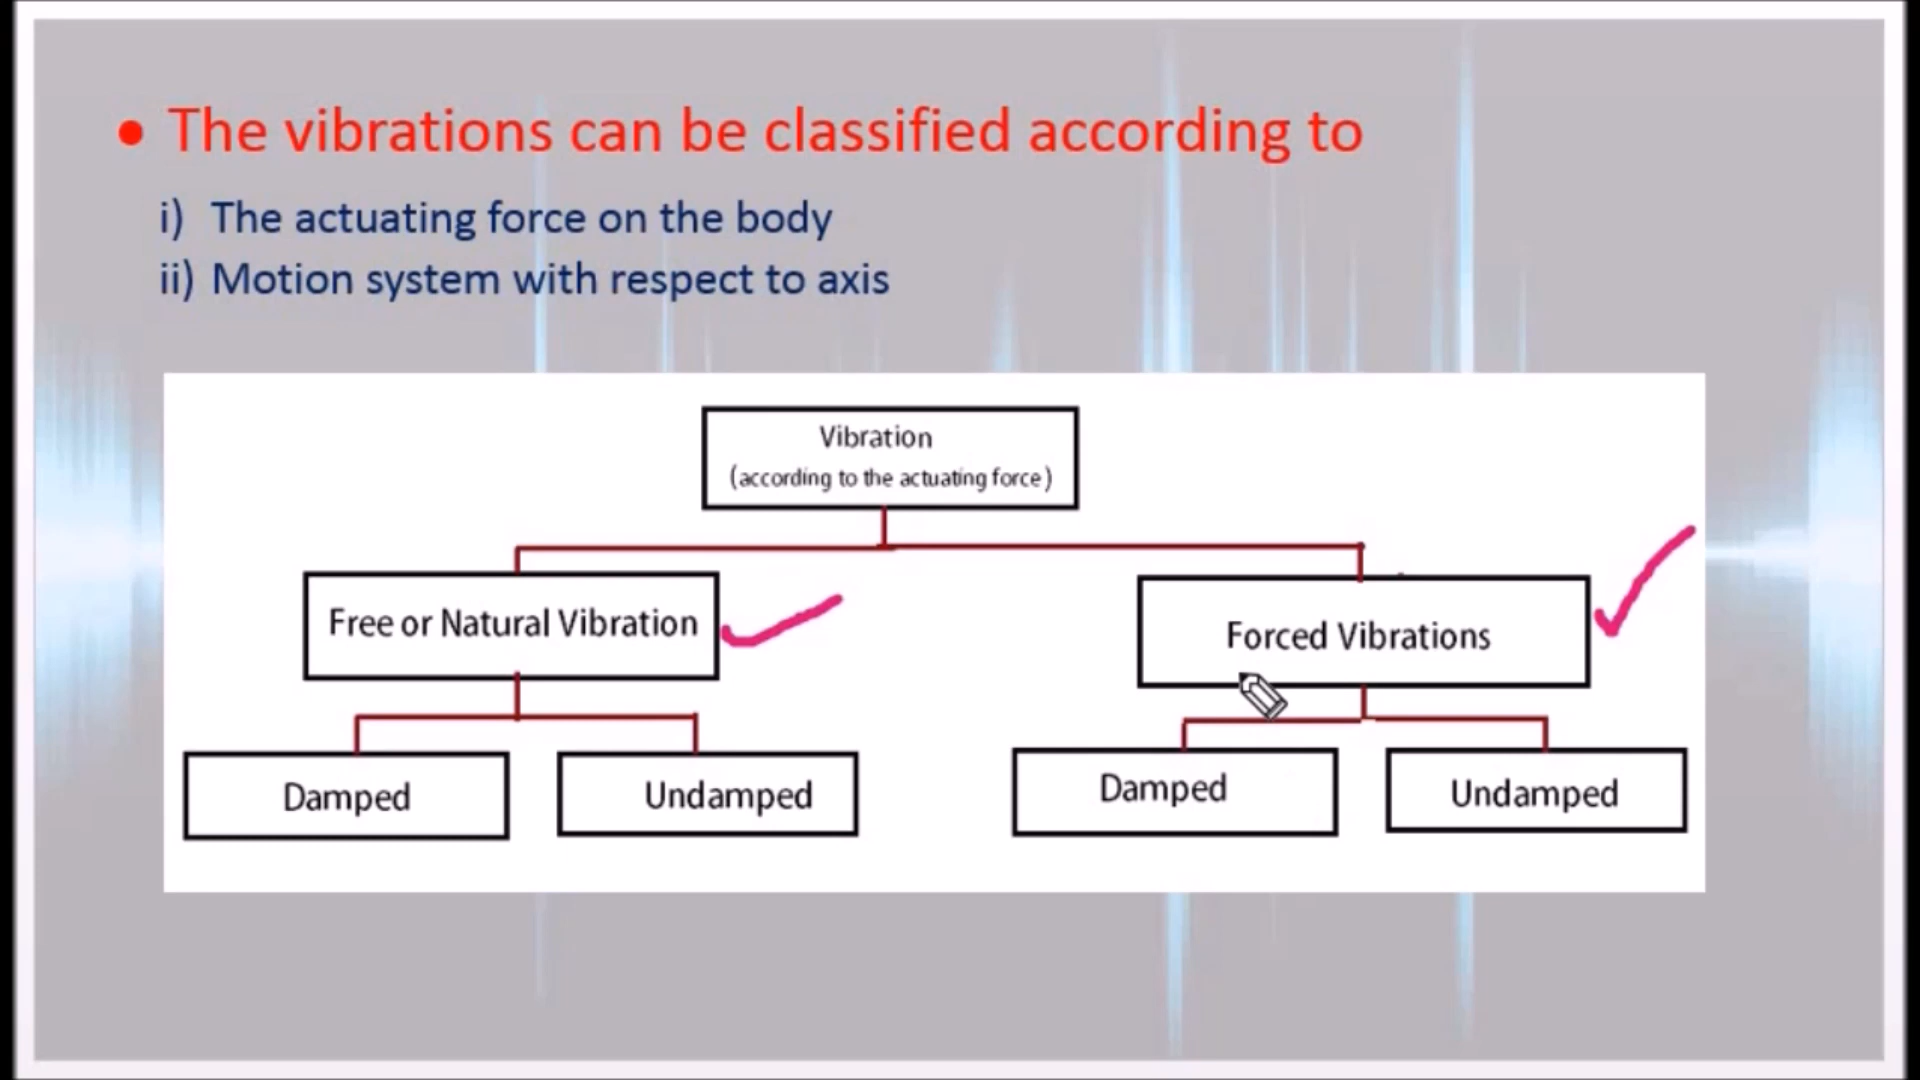 • The vibrations can be classified according to
i) The actuating force on the body
ii) Motion system with respect to axis
Vibration
(according to the actuating force)
Free or Natural Vibration
Forced Vibrations
Damped
Undamped
Damped
Undamped